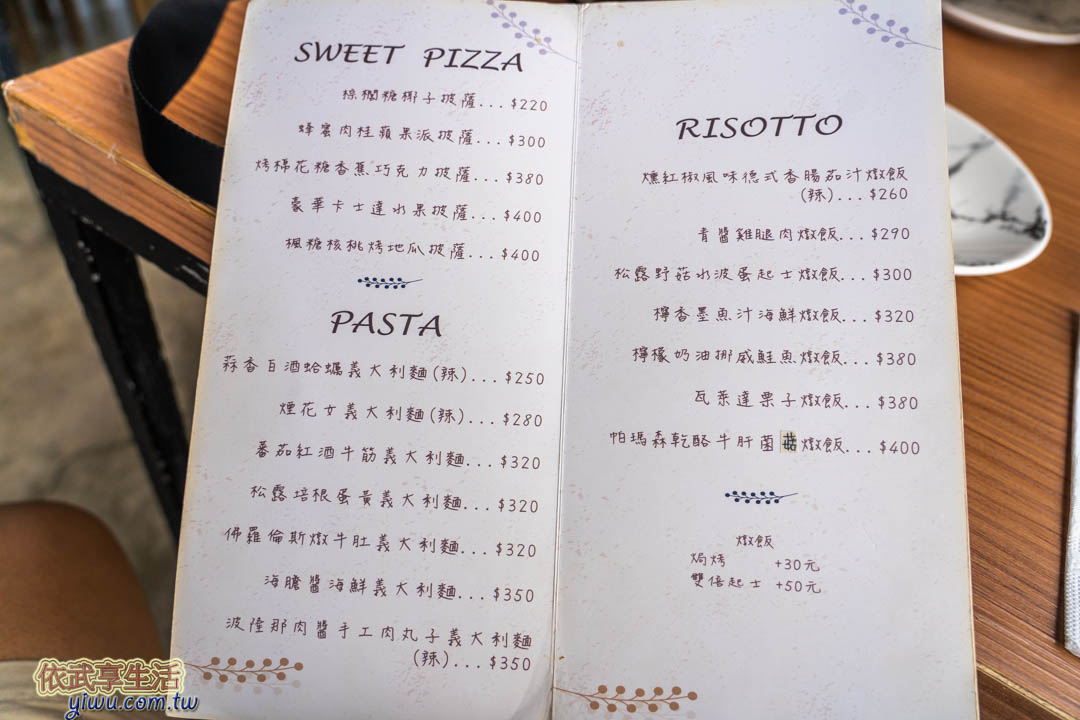 SWEET PIZZA
棕櫚糖椰子披薩...$220
蜂蜜肉桂蘋果派披薩...$300
烤棉花糖香蕉巧克力披薩...$380
豪華卡士達水果披薩...$400
楓糖核桃烤地瓜披薩...$400
PASTA
蒜香白酒蛤蠣義大利麵(辣)...$250
煙花女義大利麵(辣)...$280
番茄紅酒牛筋義大利麵...$320
松露培根蛋黃義大利麵...$320
佛羅倫斯燉牛肚義大利麵...$320
海膽醬海鮮義大利麵...$350
波隆那肉醬手工肉丸子義大利麵
(辣)...$350
RISOTTO
燻紅椒風味德式香腸茄汁燉飯
(辣)...$260
青醬雞腿肉燉飯...$290
松露野菇水波蛋起士燉飯...$300
檸香墨魚汁海鮮燉飯...$320
檸檬奶油挪威鮭魚燉飯...$380
瓦萊達栗子燉飯...$380
帕瑪森乾酪牛肝菌菇燉飯...$400
燉飯
焗烤 +30元
雙倍起士 +50元
依武享生活
yiwu.com.tw